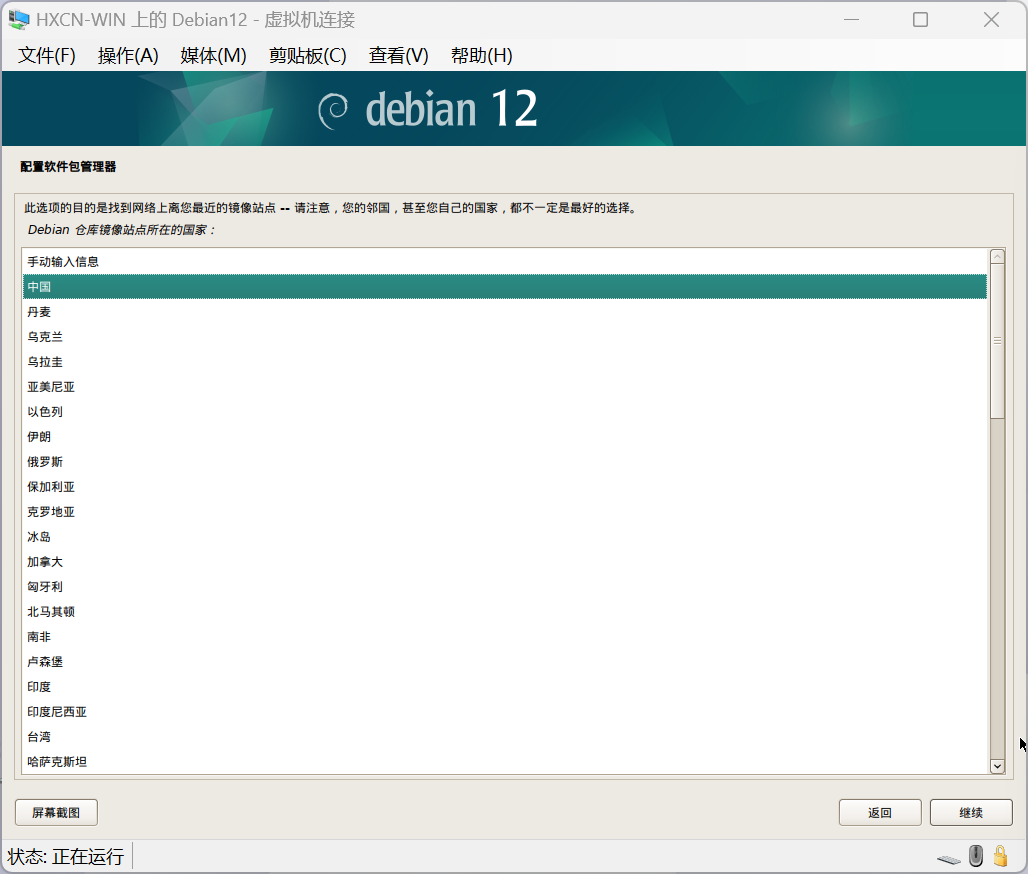 HXCN-WIN 上的 Debian12 - 虚拟机连接
文件(F) 操作(A) 媒体(M) 剪贴板(C) 查看(V) 帮助(H)
debian 12
配置软件包管理器
此选项的目的是找到网络上离您最近的镜像站点 -- 请注意，您的邻国，甚至您自己的国家，都不一定是最好的选择。
Debian 仓库镜像站点所在的国家：
手动输入信息
中国
丹麦
乌克兰
乌拉圭
亚美尼亚
以色列
伊朗
俄罗斯
保加利亚
克罗地亚
冰岛
加拿大
匈牙利
北马其顿
南非
卢森堡
印度
印度尼西亚
台湾
哈萨克斯坦
屏幕截图 返回 继续
状态: 正在运行